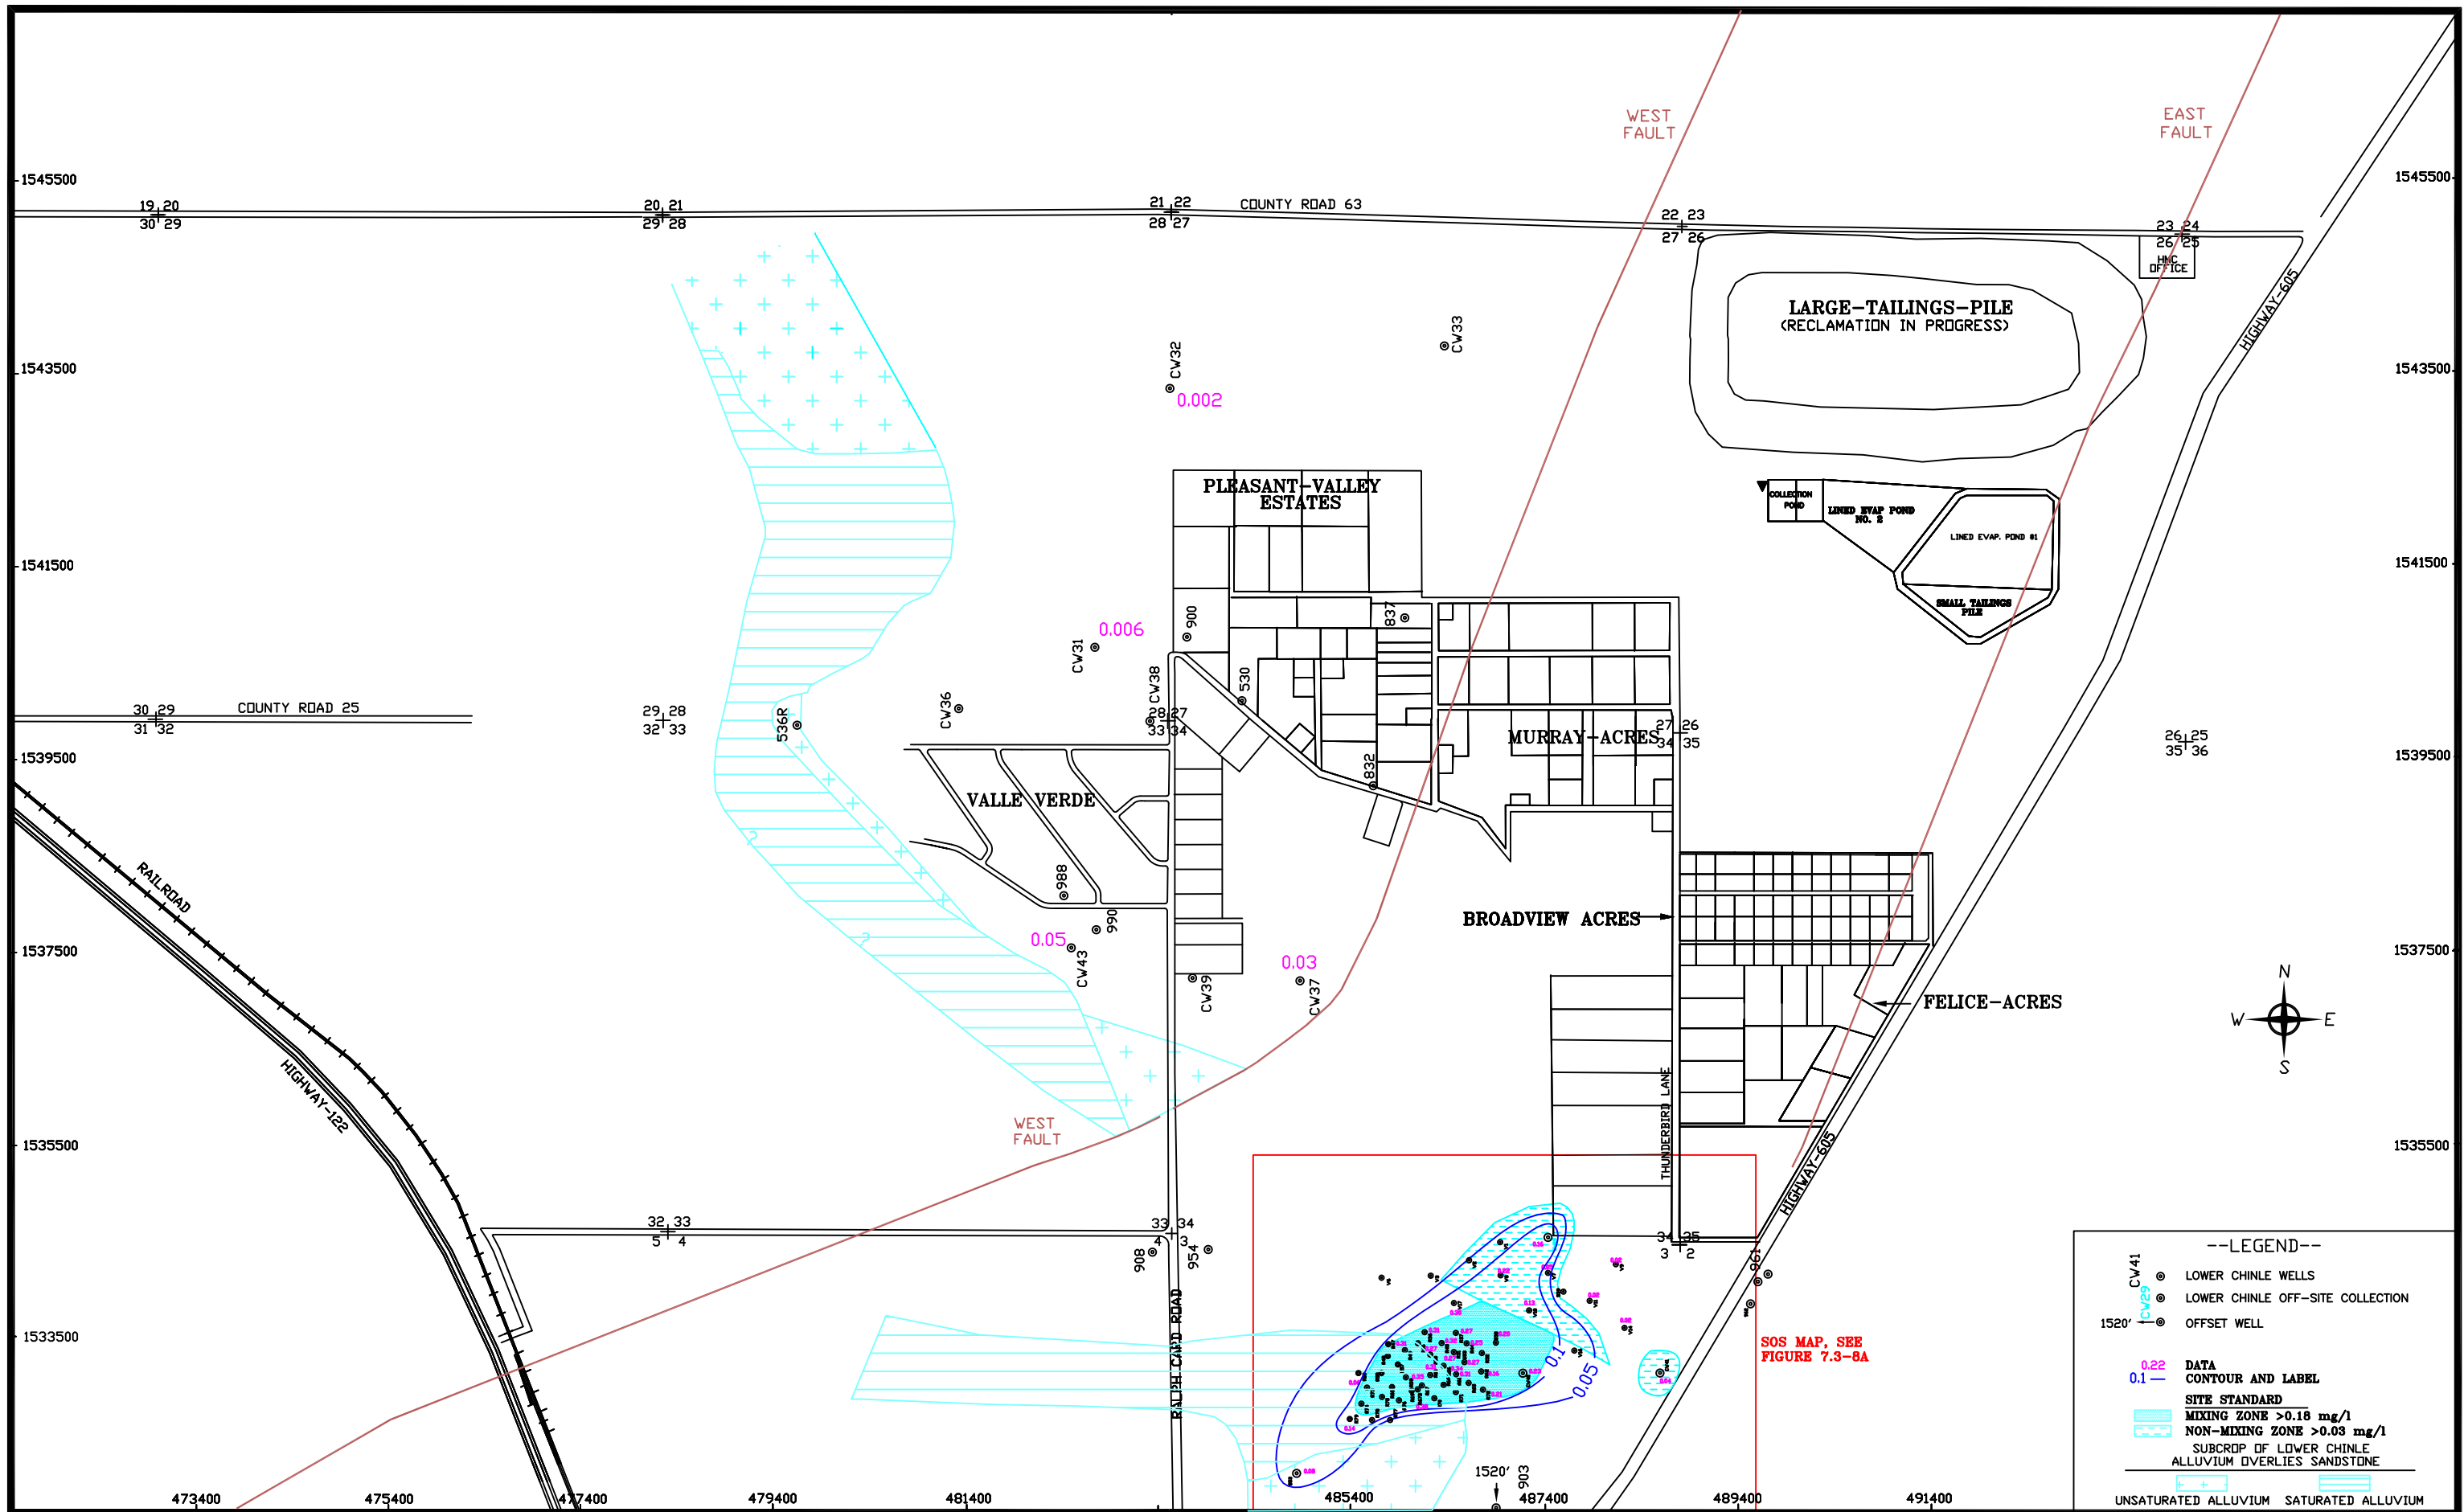 WEST
FAULT
EAST
FAULT
1545500
1545500
19 20
30 29
20 21
29 28
21 22
28 27
COUNTY ROAD 63
22 23
27 26
23 24
26 25
HMC
OFFICE
HIGHWAY-605
LARGE-TAILINGS-PILE
(RECLAMATION IN PROGRESS)
CW33
CW32
0.002
1543500
1543500
PLEASANT-VALLEY
ESTATES
COLLECTION
POND
LINED EVAP POND
NO. 2
LINED EVAP. POND #1
SMALL TAILINGS
PILE
1541500
1541500
837
900
0.006
CW31
CW38
530
CW36
536R
30 29
31 32
COUNTY ROAD 25
29 28
32 33
28 27
33 34
27 26
34 35
26 25
35 36
MURRAY-ACRES
832
1539500
1539500
VALLE VERDE
?
RAILROAD
988
990
BROADVIEW ACRES
?
0.05
CW43
1537500
1537500
0.03
CW37
CW39
FELICE-ACRES
N
W
E
S
HIGHWAY-122
THUNDERBIRD LANE
WEST
FAULT
1535500
1535500
HIGHWAY-605
32 33
5 4
33 34
4 3
34 35
3 2
908
954
961
RALPH CARD ROAD
1533500
0.1
0.05
SOS MAP, SEE
FIGURE 7.3-8A
1520'
903
--LEGEND--
CW41
LOWER CHINLE WELLS
CW29
LOWER CHINLE OFF-SITE COLLECTION
1520'
OFFSET WELL
0.22
DATA
0.1
CONTOUR AND LABEL
SITE STANDARD
MIXING ZONE >0.18 mg/l
NON-MIXING ZONE >0.03 mg/l
SUBCROP OF LOWER CHINLE
ALLUVIUM OVERLIES SANDSTONE
UNSATURATED ALLUVIUM
SATURATED ALLUVIUM
473400
475400
477400
479400
481400
485400
487400
489400
491400